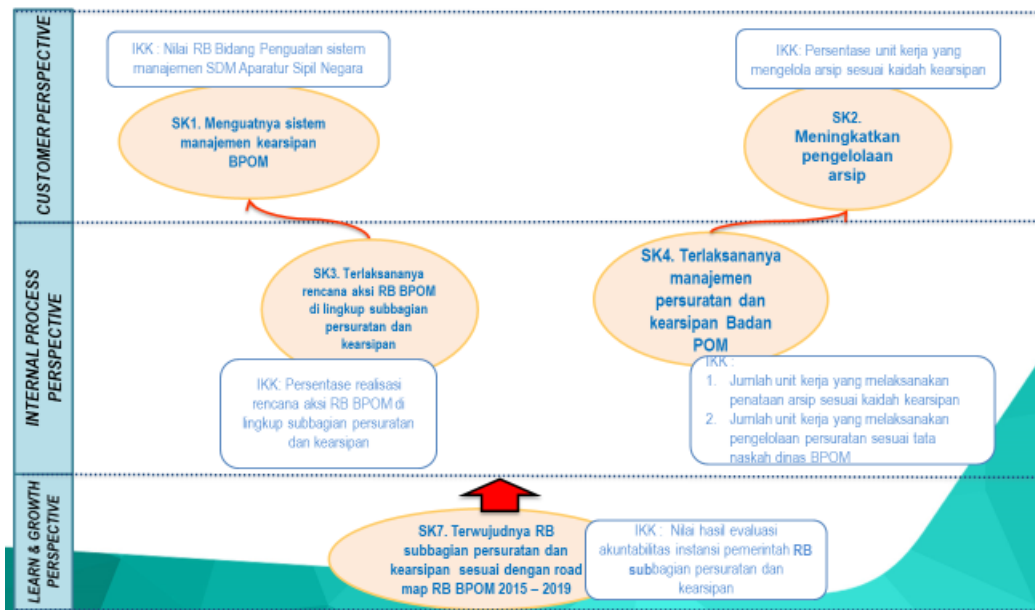 CUSTOMER PERSPECTIVE
IKK : Nilai RB Bidang Penguatan sistem
manajemen SDM Aparatur Sipil Negara
SK1. Menguatnya sistem
manajemen kearsipan
BPOM
IKK: Persentase unit kerja yang
mengelola arsip sesuai kaidah kearsipan
SK2.
Meningkatkan
pengelolaan
arsip
INTERNAL PROCESS
PERSPECTIVE
SK3. Terlaksananya
rencana aksi RB BPOM
di lingkup subbagian
persuratan dan
kearsipan
IKK: Persentase realisasi
rencana aksi RB BPOM di
lingkup subbagian persuratan
dan kearsipan
SK4. Terlaksananya
manajemen
persuratan dan
kearsipan Badan
POM
IKK :
1. Jumlah unit kerja yang melaksanakan
penataan arsip sesuai kaidah kearsipan
2. Jumlah unit kerja yang melaksanakan
pengelolaan persuratan sesuai tata
naskah dinas BPOM
LEARN & GROWTH
PERSPECTIVE
SK7. Terwujudnya RB
subbagian persuratan dan
kearsipan sesuai dengan road
map RB BPOM 2015 – 2019
IKK : Nilai hasil evaluasi
akuntabilitas instansi pemerintah RB
subbagian persuratan dan
kearsipan